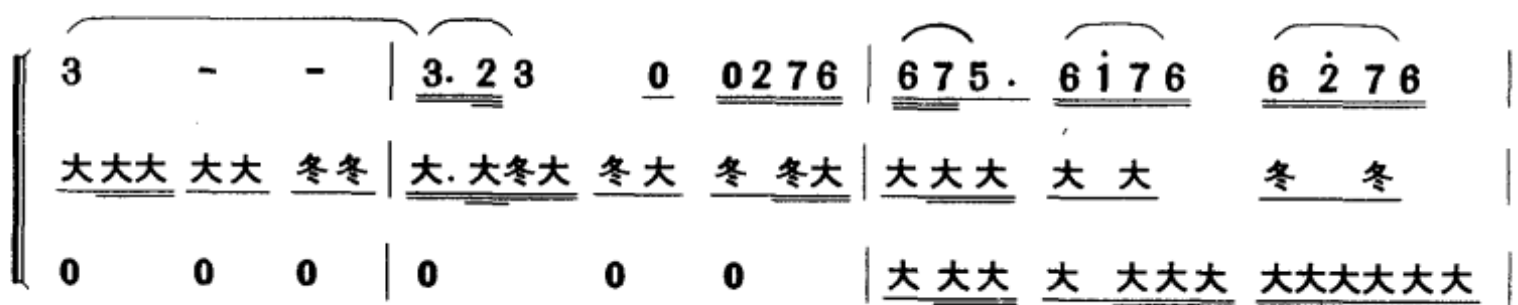 3 - - | 3. 2 3 0 0 2 7 6 | 6 7 5 . 6 i̇ 7 6 6 2̇ 7 6 |
大大大 大大 冬冬 | 大. 大冬大 冬大 冬 冬大 | 大大大 大 大 冬 冬 |
0 0 0 | 0 0 0 | 大 大大 大 大大大 大大大大大大 |